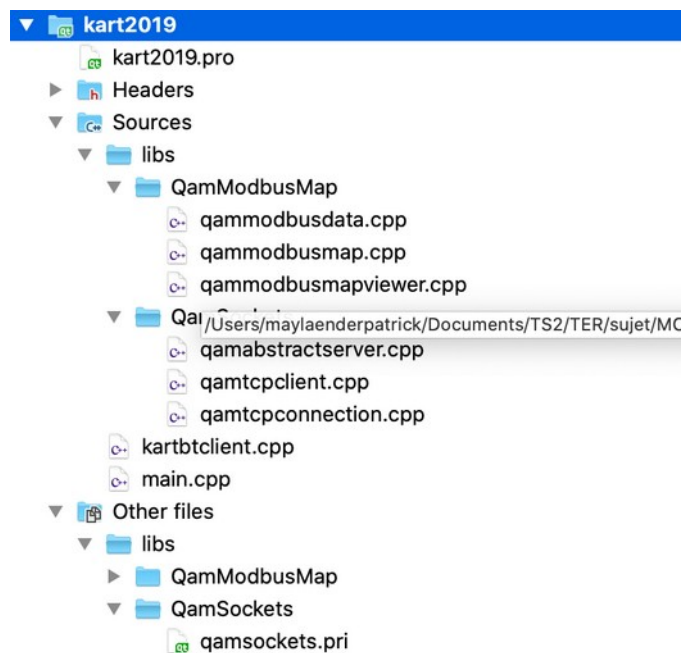 kart2019
kart2019.pro
Headers
Sources
libs
QamModbusMap
qammodbusdata.cpp
qammodbusmap.cpp
qammodbusmapviewer.cpp
/Users/maylaenderpatrick/Documents/TS2/TER/sujet/MO
qamabstractserver.cpp
qamtcpclient.cpp
qamtcpconnection.cpp
kartbtclient.cpp
main.cpp
Other files
libs
QamModbusMap
QamSockets
qamsockets.pri